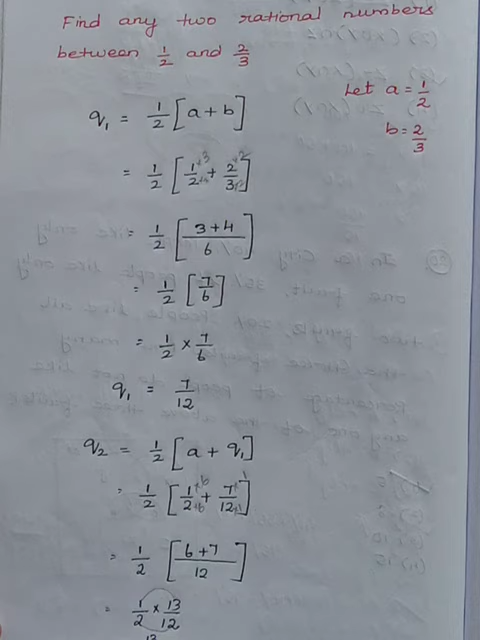 Find any two rational numbers
between 1/2 and 2/3
Let a = 1/2
b = 2/3
q₁ = 1/2 [a + b]
= 1/2 [1/2 + 2/3]
= 1/2 [(3+4)/6]
= 1/2 [7/6]
= 1/2 × 7/6
q₁ = 7/12
q₂ = 1/2 [a + q₁]
= 1/2 [1/2 + 7/12]
= 1/2 [(6+7)/12]
= 1/2 × 13/12
13